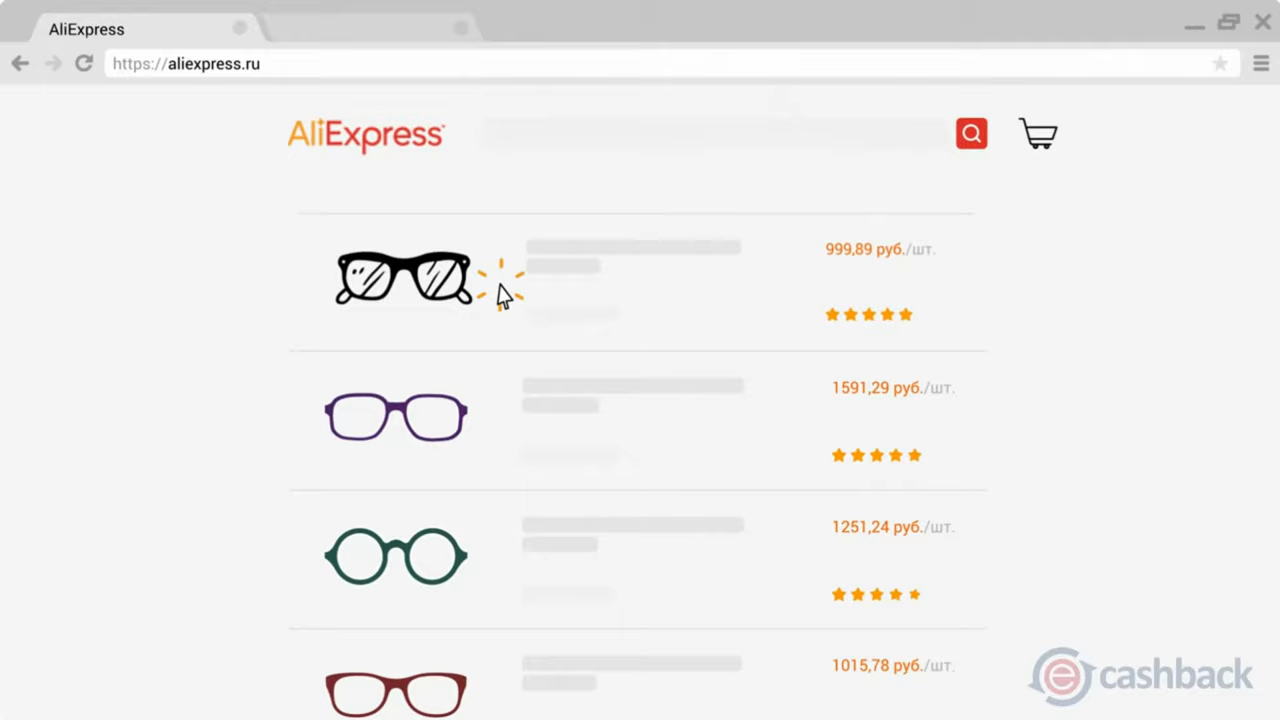 AliExpress
https://aliexpress.ru
AliExpress
999,89 руб./шт.
1591,29 руб./шт.
1251,24 руб./шт.
1015,78 руб./шт.
e cashback